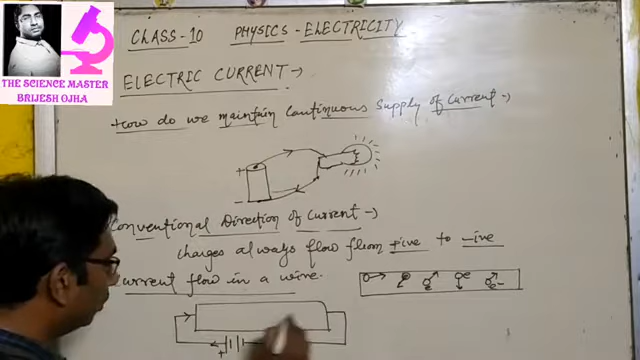 CLASS-10 PHYSICS - ELECTRICITY
THE SCIENCE MASTER
BRIJESH OJHA
ELECTRIC CURRENT→
How do we maintain Continuous Supply of Current→
+
−
Conventional Direction of Current→
charges always flow from +ive to −ive
Current flow in a wire.
+